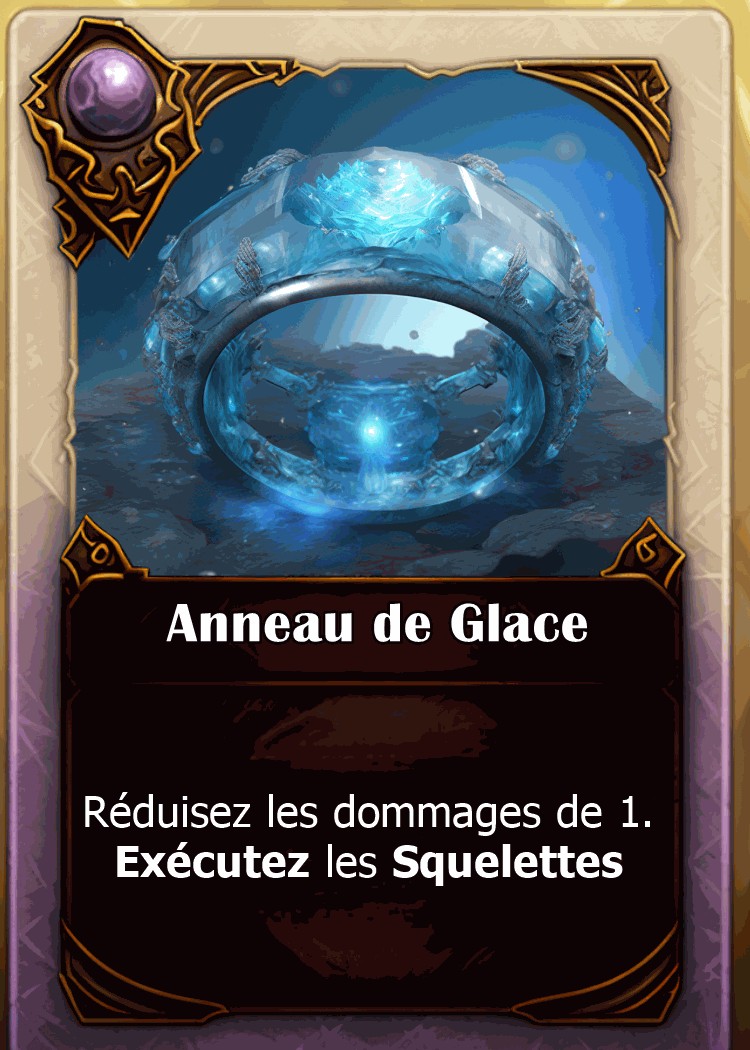 Anneau de Glace
Réduisez les dommages de 1.
Exécutez les Squelettes